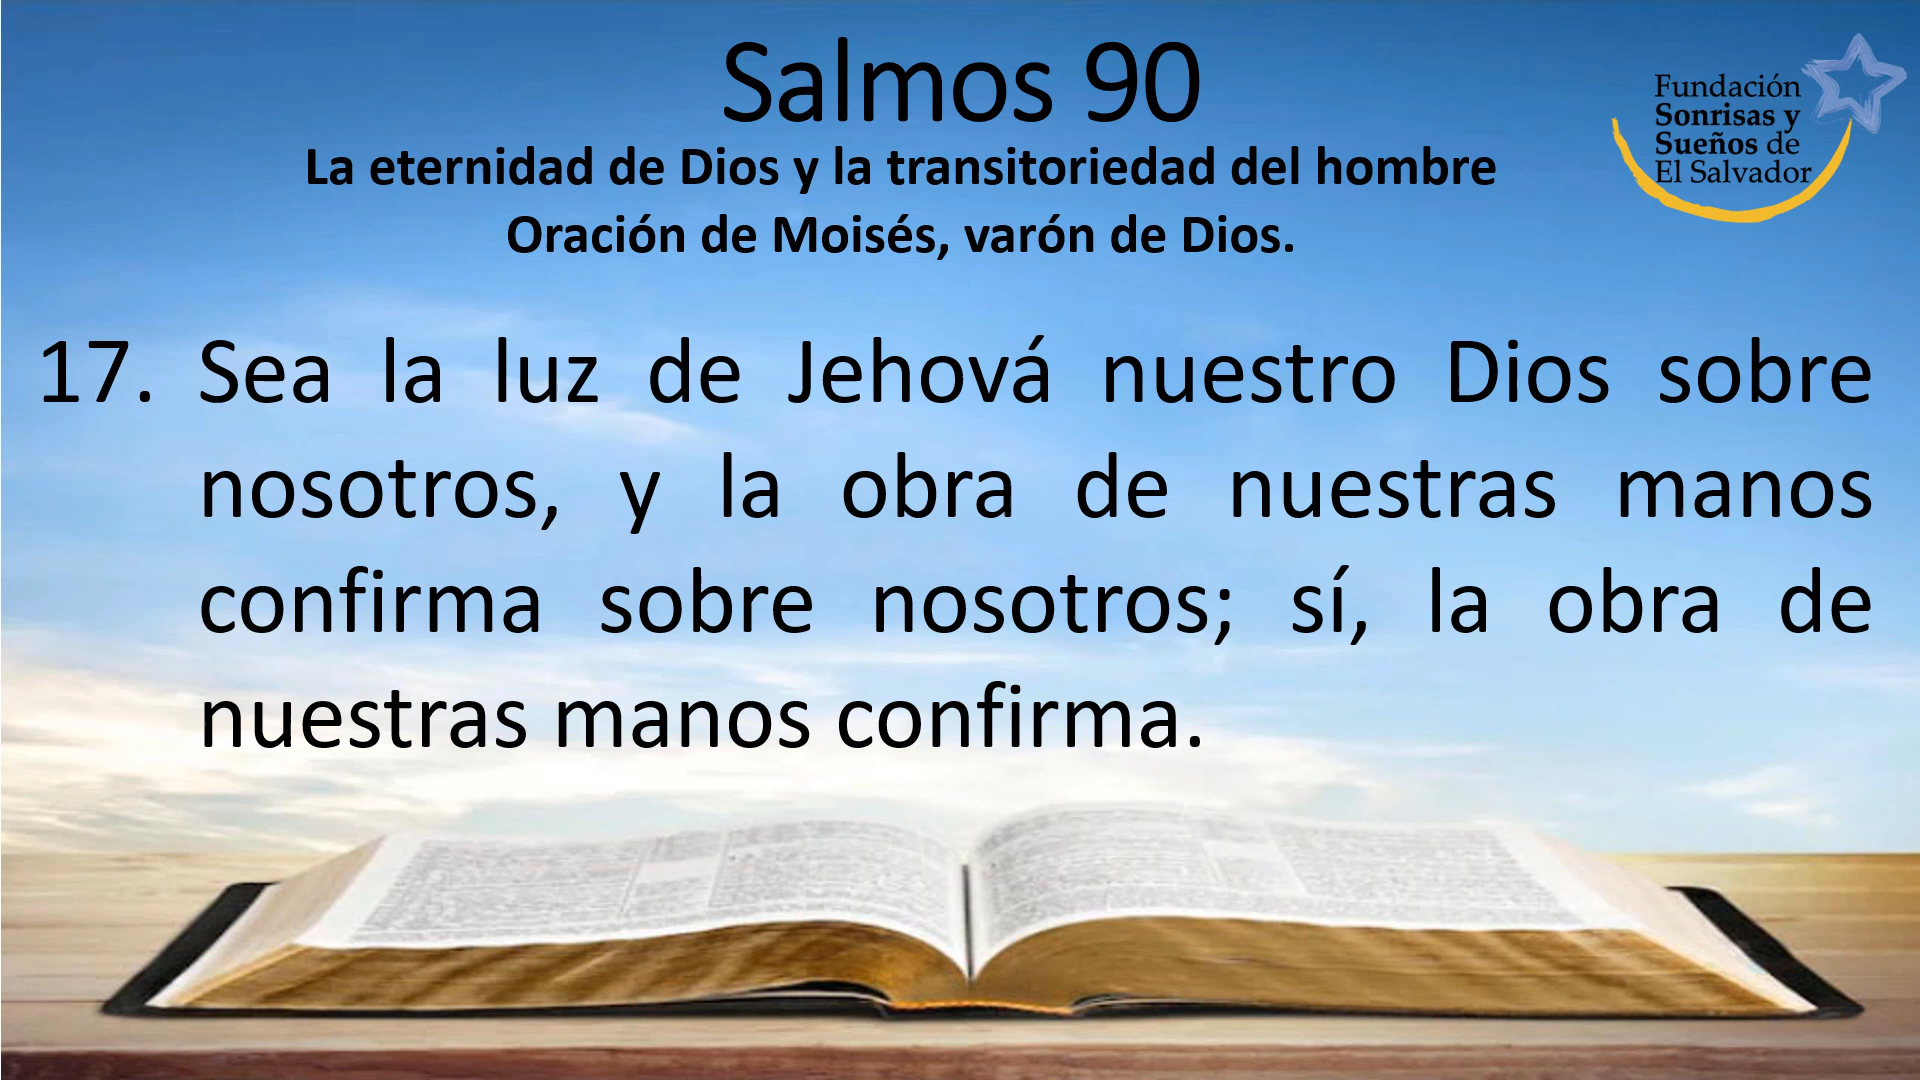 Salmos 90
La eternidad de Dios y la transitoriedad del hombre
Oración de Moisés, varón de Dios.
Fundación
Sonrisas y
Sueños de
El Salvador
17. Sea la luz de Jehová nuestro Dios sobre
nosotros, y la obra de nuestras manos
confirma sobre nosotros; sí, la obra de
nuestras manos confirma.